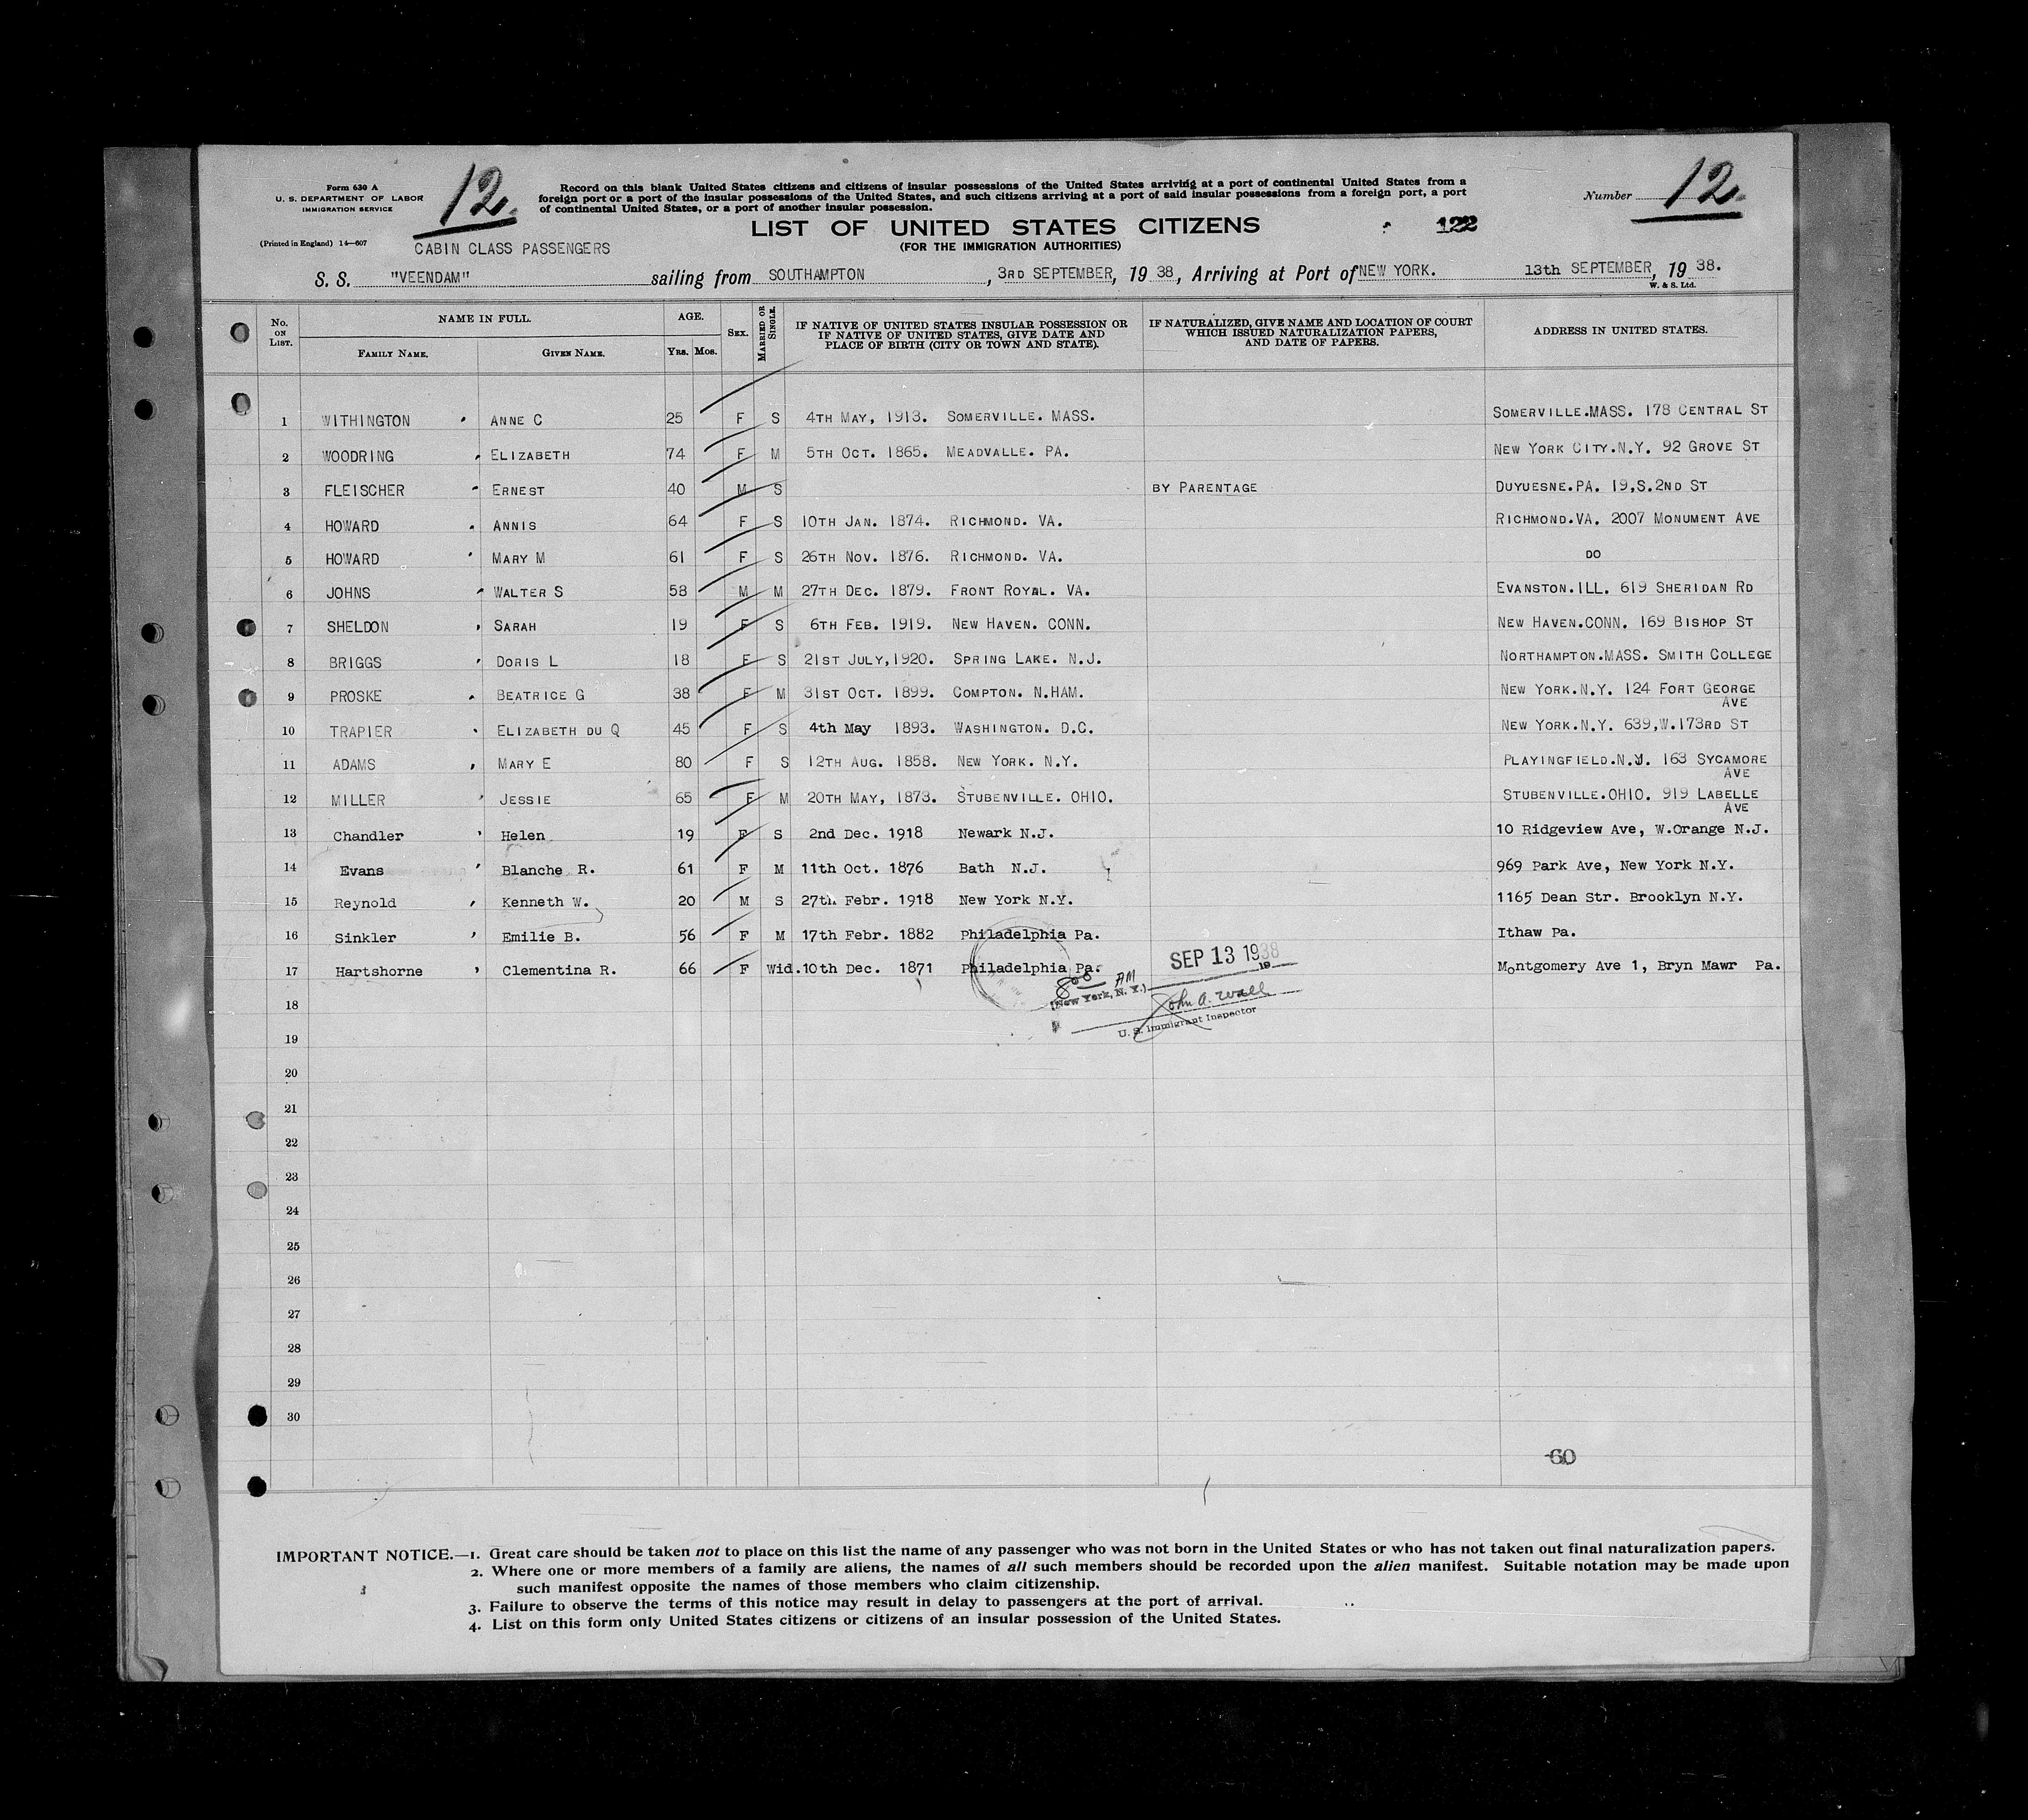 Form 630 A
U. S. DEPARTMENT OF LABOR
IMMIGRATION SERVICE
12.
Record on this blank United States citizens and citizens of insular possessions of the United States arriving at a port of continental United States from a
foreign port or a port of the insular possessions of the United States, and such citizens arriving at a port of said insular possessions from a foreign port, a port
of continental United States, or a port of another insular possession.
Number 12.
LIST OF UNITED STATES CITIZENS
122
(Printed in England) 14—607
CABIN CLASS PASSENGERS
(FOR THE IMMIGRATION AUTHORITIES)
S. S. "VEENDAM" sailing from SOUTHAMPTON, 3RD SEPTEMBER, 19 38, Arriving at Port of NEW YORK. 13th SEPTEMBER, 19 38.
W. & S. Ltd.
No. ON LIST.
NAME IN FULL.
FAMILY NAME. GIVEN NAME.
AGE.
YRS. MOS.
SEX.
MARRIED OR SINGLE.
IF NATIVE OF UNITED STATES INSULAR POSSESSION OR
IF NATIVE OF UNITED STATES, GIVE DATE AND
PLACE OF BIRTH (CITY OR TOWN AND STATE).
IF NATURALIZED, GIVE NAME AND LOCATION OF COURT
WHICH ISSUED NATURALIZATION PAPERS,
AND DATE OF PAPERS.
ADDRESS IN UNITED STATES.
1 WITHINGTON ANNE C 25 F S 4TH MAY, 1913. SOMERVILLE. MASS. SOMERVILLE.MASS. 178 CENTRAL ST
2 WOODRING ELIZABETH 74 F M 5TH OCT. 1865. MEADVALLE. PA. NEW YORK CITY.N.Y. 92 GROVE ST
3 FLEISCHER ERNEST 40 M S BY PARENTAGE DUYUESNE.PA. 19,S.2ND ST
4 HOWARD ANNIS 64 F S 10TH JAN. 1874. RICHMOND. VA. RICHMOND.VA. 2007 MONUMENT AVE
5 HOWARD MARY M 61 F S 26TH NOV. 1876. RICHMOND. VA. DO
6 JOHNS WALTER S 58 M M 27TH DEC. 1879. FRONT ROYAL. VA. EVANSTON.ILL. 619 SHERIDAN RD
7 SHELDON SARAH 19 F S 6TH FEB. 1919. NEW HAVEN. CONN. NEW HAVEN.CONN. 169 BISHOP ST
8 BRIGGS DORIS L 18 F S 21ST JULY,1920. SPRING LAKE. N.J. NORTHAMPTON.MASS. SMITH COLLEGE
9 PROSKE BEATRICE G 38 F M 31ST OCT. 1899. COMPTON. N.HAM. NEW YORK.N.Y. 124 FORT GEORGE
AVE
10 TRAPIER ELIZABETH DU Q 45 F S 4th May 1893. WASHINGTON. D.C. NEW YORK.N.Y. 639,W.173RD ST
11 ADAMS MARY E 80 F S 12TH AUG. 1858. NEW YORK. N.Y. PLAYINGFIELD.N.J. 163 SYCAMORE
AVE
12 MILLER JESSIE 65 F M 20TH MAY, 1873. STUBENVILLE. OHIO. STUBENVILLE.OHIO. 919 LABELLE
AVE
13 Chandler Helen 19 F S 2nd Dec. 1918 Newark N.J. 10 Ridgeview Ave, W.Orange N.J.
14 Evans Blanche R. 61 F M 11th Oct. 1876 Bath N.J. 969 Park Ave, New York N.Y.
15 Reynold Kenneth W. 20 M S 27th Febr. 1918 New York N.Y. 1165 Dean Str. Brooklyn N.Y.
16 Sinkler Emilie B. 56 F M 17th Febr. 1882 Philadelphia Pa. Ithaw Pa.
17 Hartshorne Clementina R. 66 F Wid. 10th Dec. 1871 Philadelphia Pa. Montgomery Ave 1, Bryn Mawr Pa.
SEP 13 1938
19
8 00 AM
(New York, N. Y.)
John A. Wall
U. S. Immigrant Inspector
18
19
20
21
22
23
24
25
26
27
28
29
30
60
IMPORTANT NOTICE.—1. Great care should be taken not to place on this list the name of any passenger who was not born in the United States or who has not taken out final naturalization papers.
2. Where one or more members of a family are aliens, the names of all such members should be recorded upon the alien manifest. Suitable notation may be made upon
such manifest opposite the names of those members who claim citizenship.
3. Failure to observe the terms of this notice may result in delay to passengers at the port of arrival.
4. List on this form only United States citizens or citizens of an insular possession of the United States.